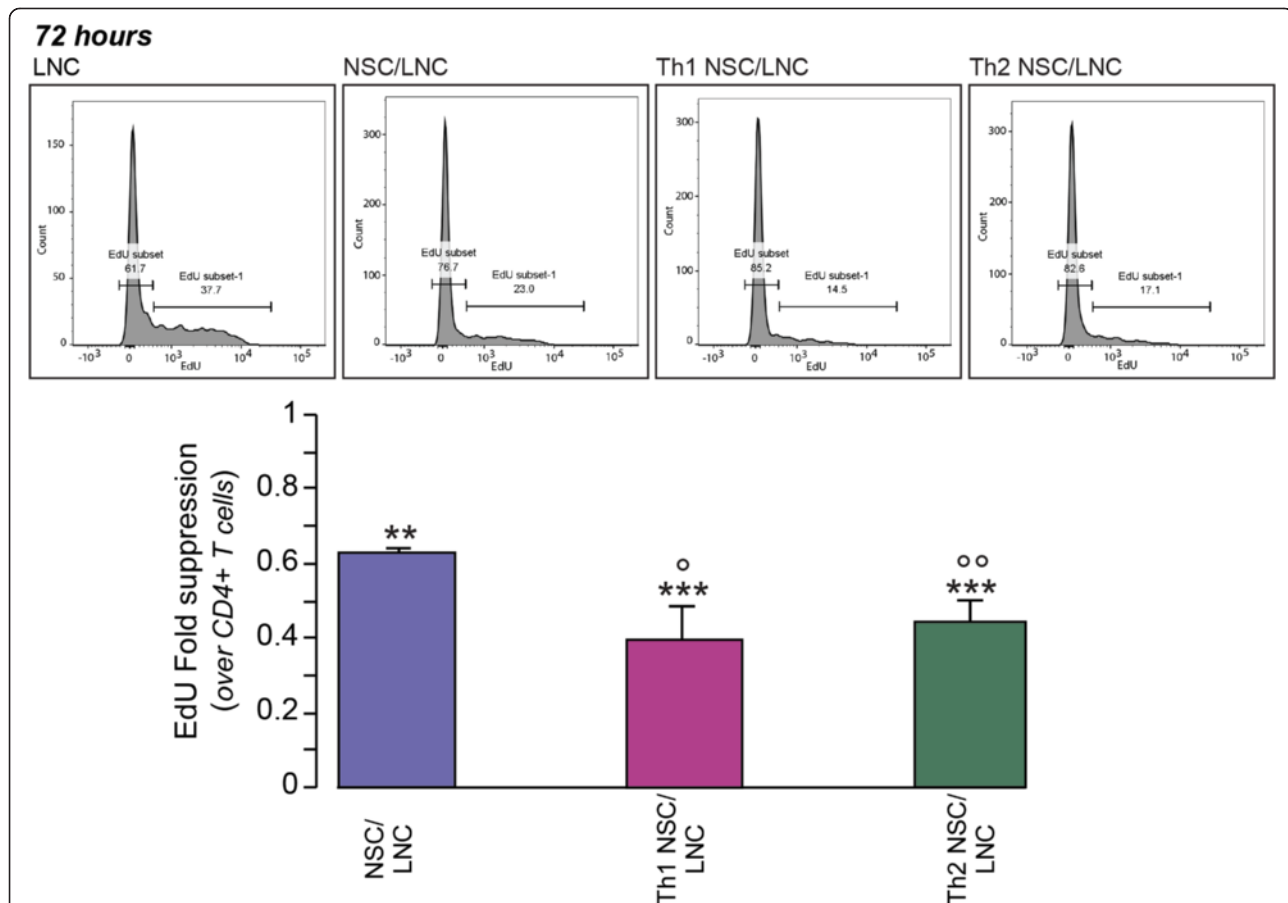 72 hours
LNC
NSC/LNC
Th1 NSC/LNC
Th2 NSC/LNC
150
100
50
0
Count
EdU subset
61.7
EdU subset-1
37.7
-10³ 0 10³ 10⁴ 10⁵
EdU
300
200
100
0
Count
EdU subset
76.7
EdU subset-1
23.0
-10³ 0 10³ 10⁴ 10⁵
EdU
300
200
100
0
Count
EdU subset
85.2
EdU subset-1
14.5
-10³ 0 10³ 10⁴ 10⁵
EdU
300
200
100
0
Count
EdU subset
82.6
EdU subset-1
17.1
-10³ 0 10³ 10⁴ 10⁵
EdU
EdU Fold suppression
(over CD4+ T cells)
1
0.8
0.6
0.4
0.2
0
**
°
***
°°
***
NSC/
LNC
Th1 NSC/
LNC
Th2 NSC/
LNC